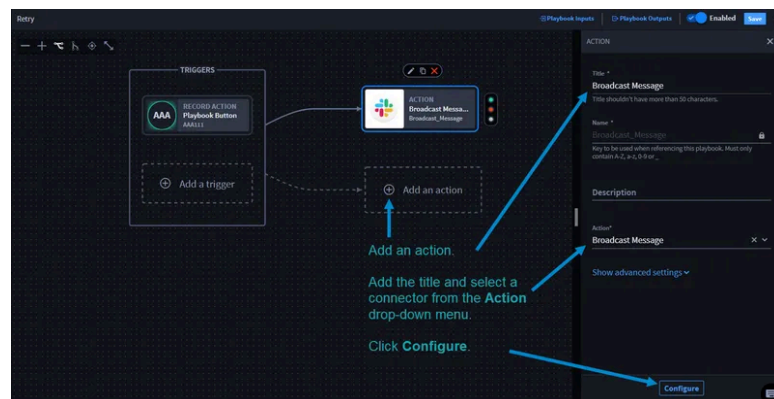 Retry
Playbook Inputs
Playbook Outputs
Enabled
Save
TRIGGERS
AAA
RECORD ACTION
Playbook Button
AAA111
Add a trigger
ACTION
Broadcast Messa...
Broadcast_Message
Add an action
Add an action.
Add the title and select a
connector from the Action
drop-down menu.
Click Configure.
ACTION
Title *
Broadcast Message
Title shouldn't have more than 50 characters.
Name *
Broadcast_Message
Key to be used when referencing this playbook. Must only
contain A-Z, a-z, 0-9 or _
Description
Action*
Broadcast Message
Show advanced settings
Configure